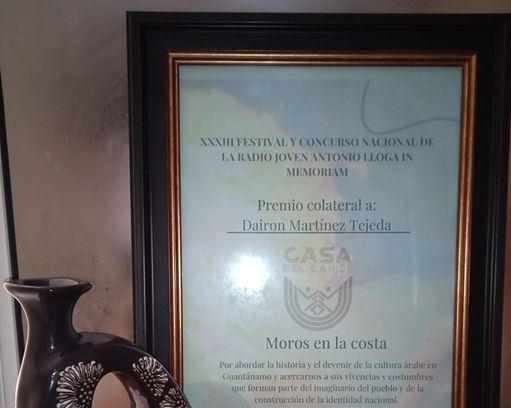 XXXIII FESTIVAL Y CONCURSO NACIONAL DE
LA RADIO JOVEN ANTONIO LLOGA IN
MEMORIAM
Premio colateral a:
Dairon Martínez Tejeda
CASA
DEL CARIBE
Moros en la costa
Por abordar la historia y el devenir de la cultura árabe en
Guantánamo y acercarnos a sus vivencias y costumbres
que forman parte del imaginario del pueblo y de la
construcción de la identidad nacional.